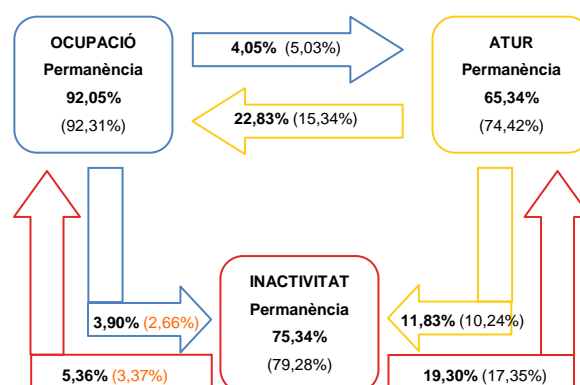 OCUPACIÓ
Permanència
92,05%
(92,31%)
4,05% (5,03%)
22,83% (15,34%)
ATUR
Permanència
65,34%
(74,42%)
INACTIVITAT
Permanència
75,34%
(79,28%)
3,90% (2,66%)
11,83% (10,24%)
5,36% (3,37%)
19,30% (17,35%)